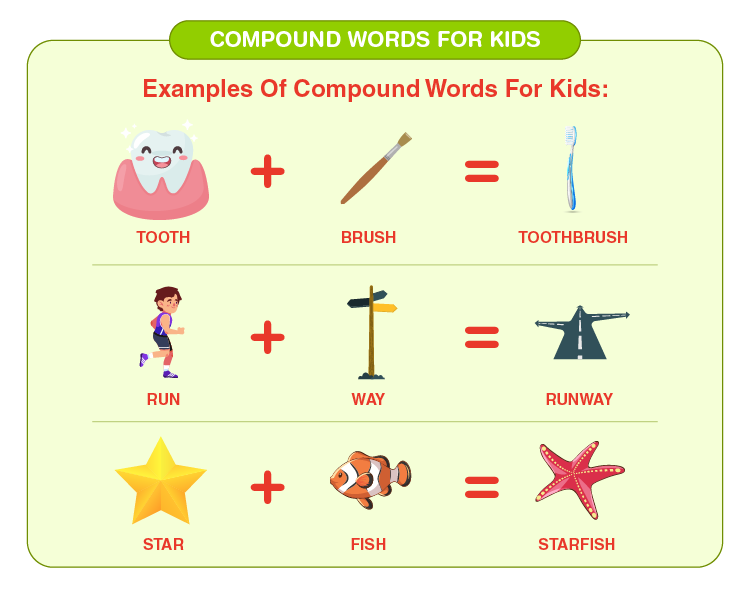 COMPOUND WORDS FOR KIDS
Examples Of Compound Words For Kids:
TOOTH + BRUSH = TOOTHBRUSH
RUN + WAY = RUNWAY
STAR + FISH = STARFISH